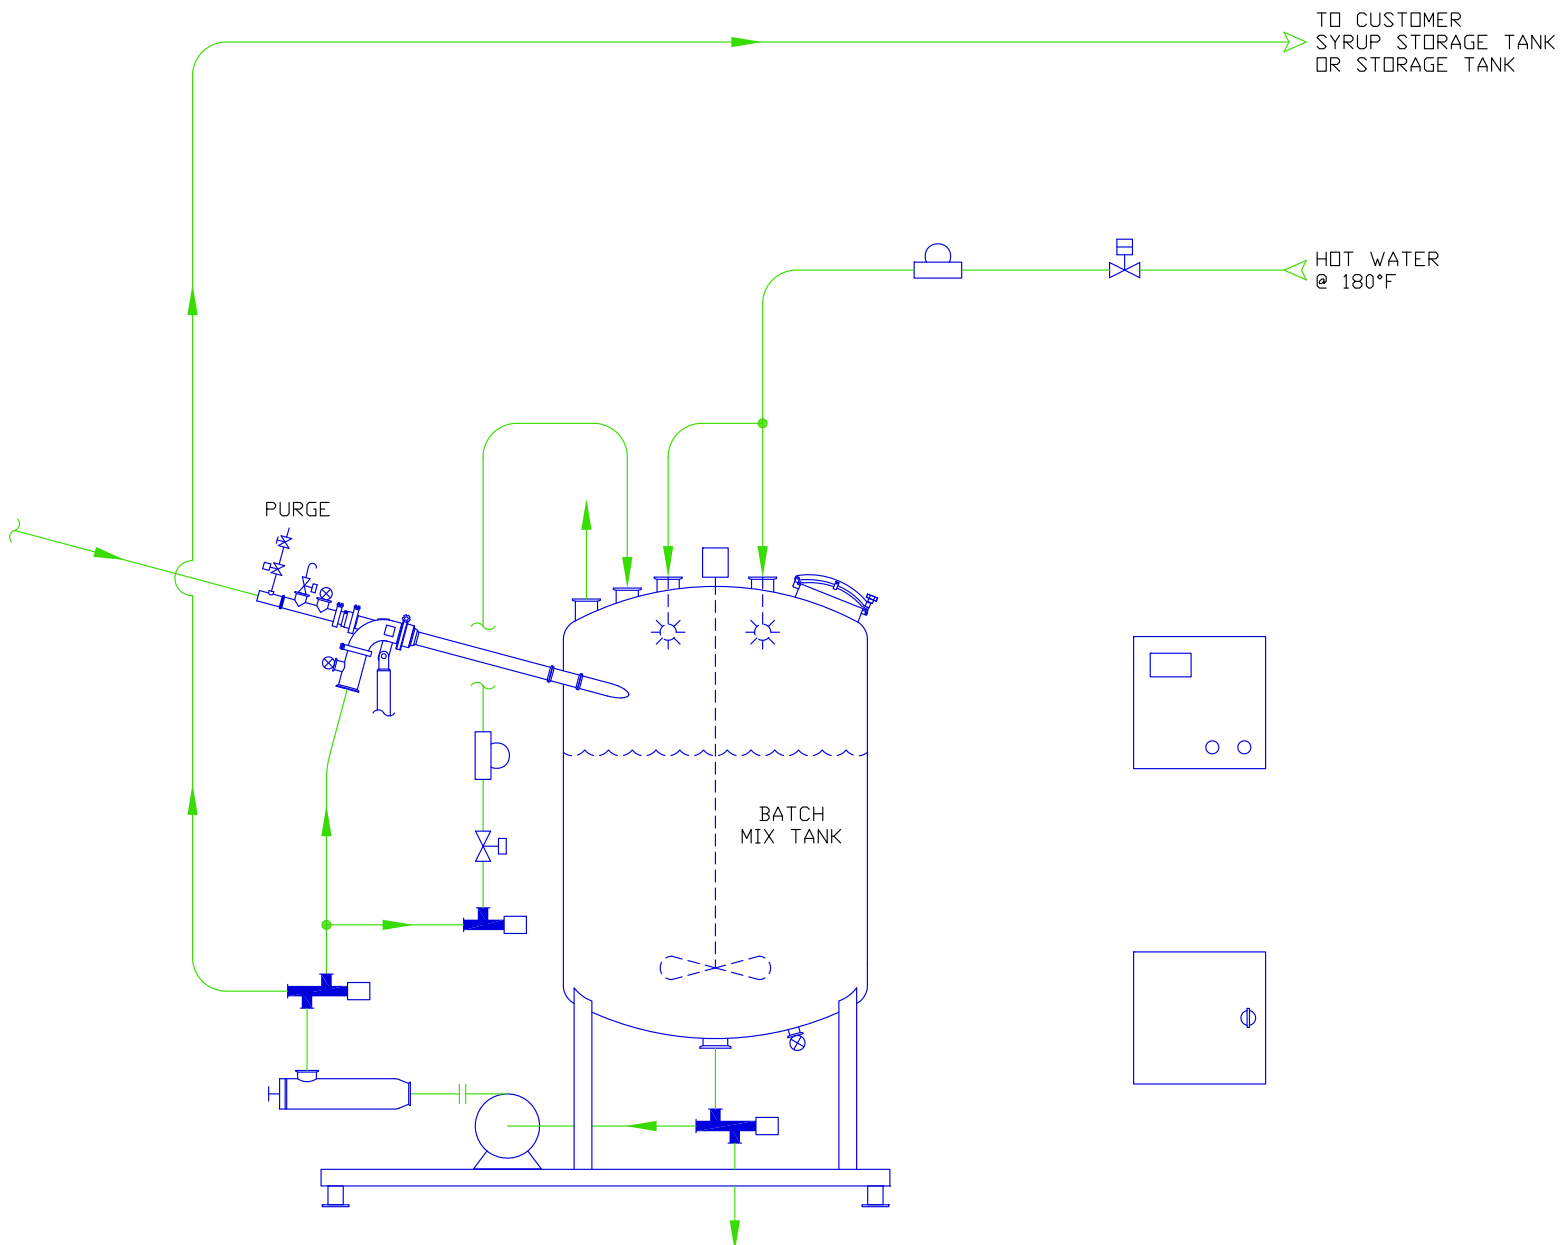 TO CUSTOMER
SYRUP STORAGE TANK
OR STORAGE TANK
HOT WATER
@ 180°F
PURGE
BATCH
MIX TANK